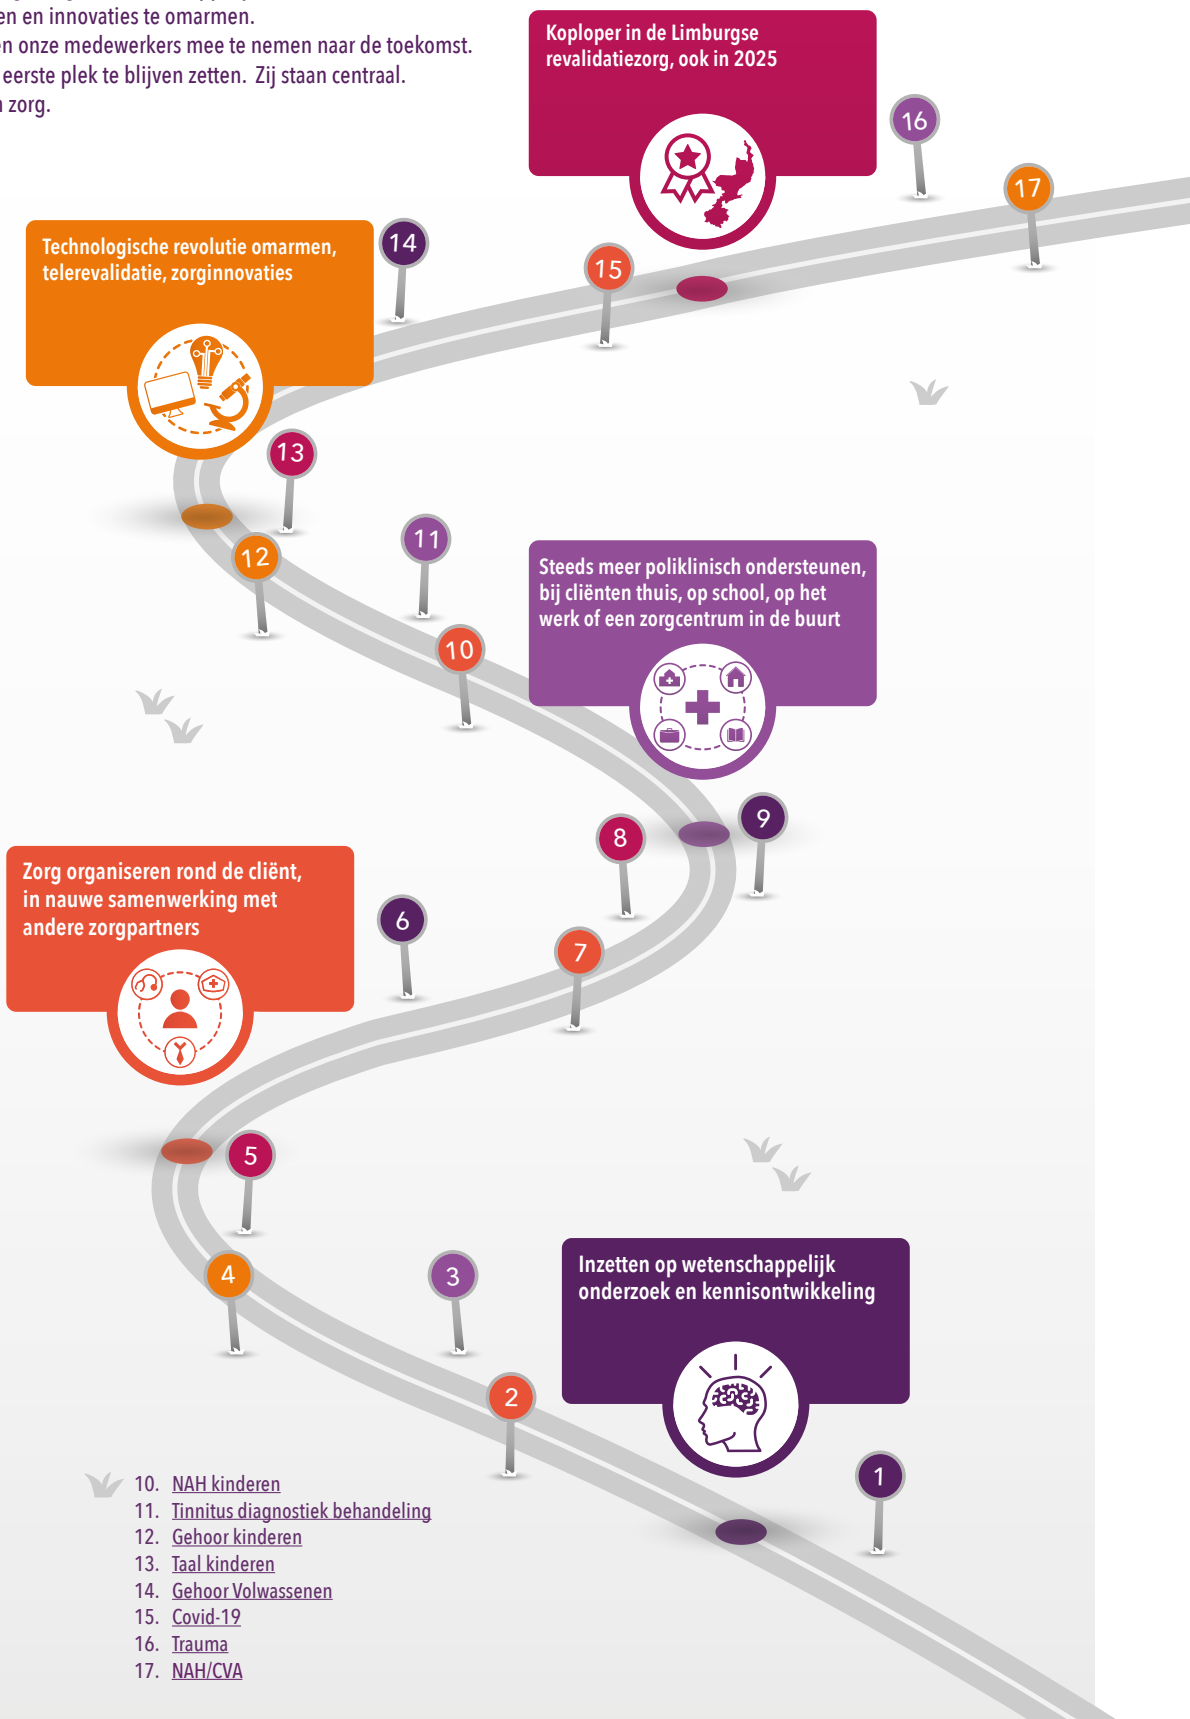 en en innovaties te omarmen.
en onze medewerkers mee te nemen naar de toekomst.
eerste plek te blijven zetten. Zij staan centraal.
zorg.
Koploper in de Limburgse
revalidatiezorg, ook in 2025
16
17
Technologische revolutie omarmen,
telerevalidatie, zorginnovaties
14
15
13
12
11
10
Steeds meer poliklinisch ondersteunen,
bij cliënten thuis, op school, op het
werk of een zorgcentrum in de buurt
9
8
Zorg organiseren rond de cliënt,
in nauwe samenwerking met
andere zorgpartners
6
7
5
4
3
Inzetten op wetenschappelijk
onderzoek en kennisontwikkeling
2
1
10. NAH kinderen
11. Tinnitus diagnostiek behandeling
12. Gehoor kinderen
13. Taal kinderen
14. Gehoor Volwassenen
15. Covid-19
16. Trauma
17. NAH/CVA